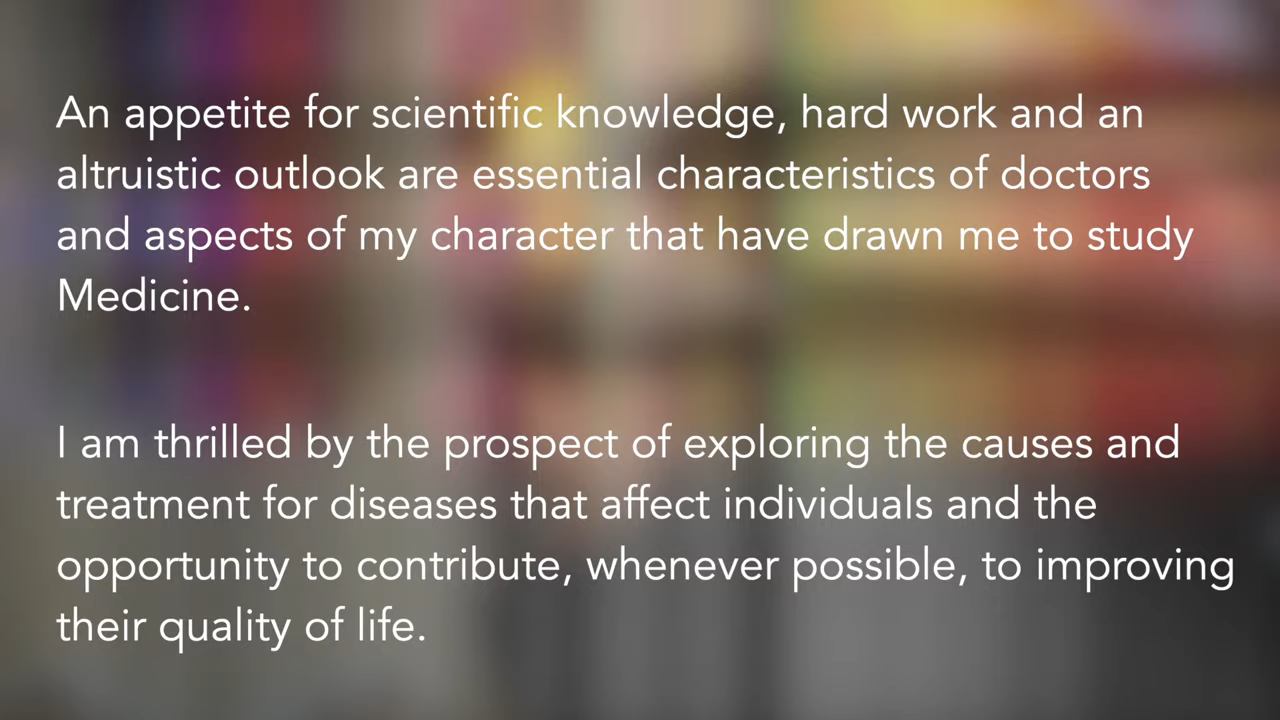 An appetite for scientific knowledge, hard work and an
altruistic outlook are essential characteristics of doctors
and aspects of my character that have drawn me to study
Medicine.
I am thrilled by the prospect of exploring the causes and
treatment for diseases that affect individuals and the
opportunity to contribute, whenever possible, to improving
their quality of life.